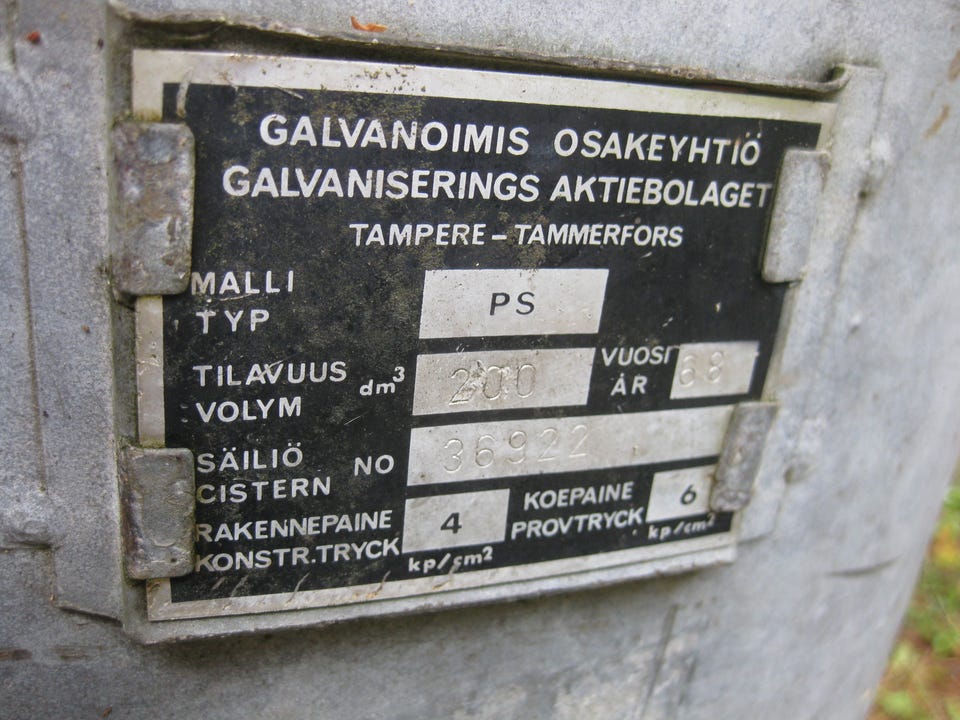 GALVANOIMIS OSAKEYHTIÖ
GALVANISERINGS AKTIEBOLAGET
TAMPERE – TAMMERFORS
MALLI
TYP
PS
TILAVUUS
VOLYM
dm³
200
VUOSI
ÅR
68
SÄILIÖ
CISTERN
NO
36922
RAKENNEPAINE
KONSTR.TRYCK
4
kp/cm²
KOEPAINE
PROVTRYCK
6
kp/cm²